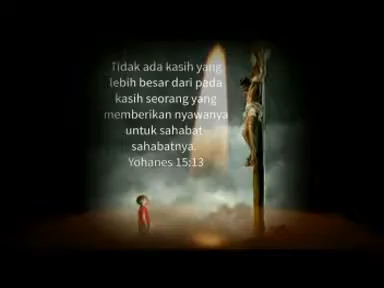 Tidak ada kasih yang
lebih besar dari pada
kasih seorang yang
memberikan nyawanya
untuk sahabat-
sahabatnya.
Yohanes 15:13